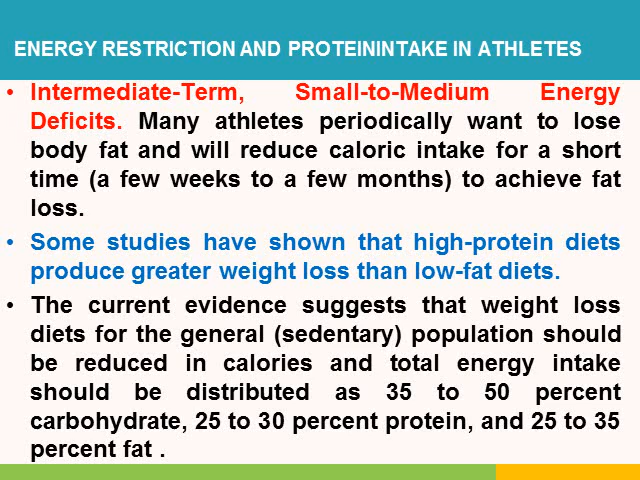 ENERGY RESTRICTION AND PROTEININTAKE IN ATHLETES
• Intermediate-Term, Small-to-Medium Energy
Deficits. Many athletes periodically want to lose
body fat and will reduce caloric intake for a short
time (a few weeks to a few months) to achieve fat
loss.
• Some studies have shown that high-protein diets
produce greater weight loss than low-fat diets.
• The current evidence suggests that weight loss
diets for the general (sedentary) population should
be reduced in calories and total energy intake
should be distributed as 35 to 50 percent
carbohydrate, 25 to 30 percent protein, and 25 to 35
percent fat .